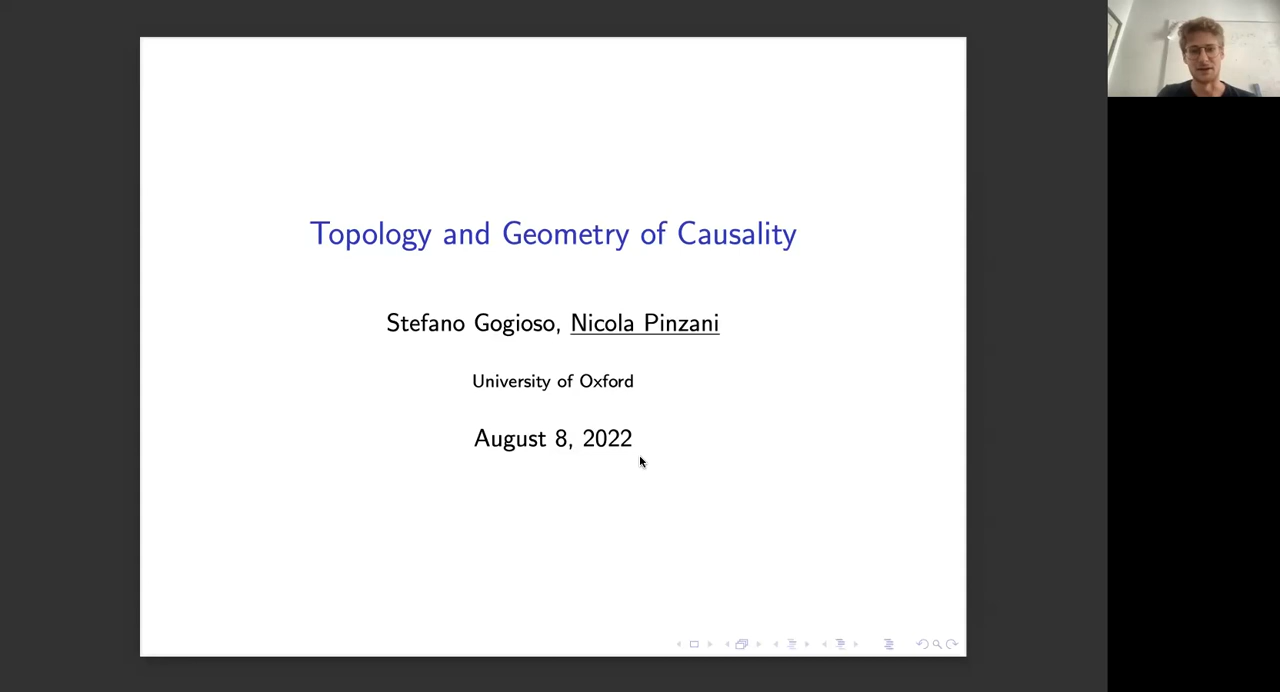 Topology and Geometry of Causality
Stefano Gogioso, Nicola Pinzani
University of Oxford
August 8, 2022